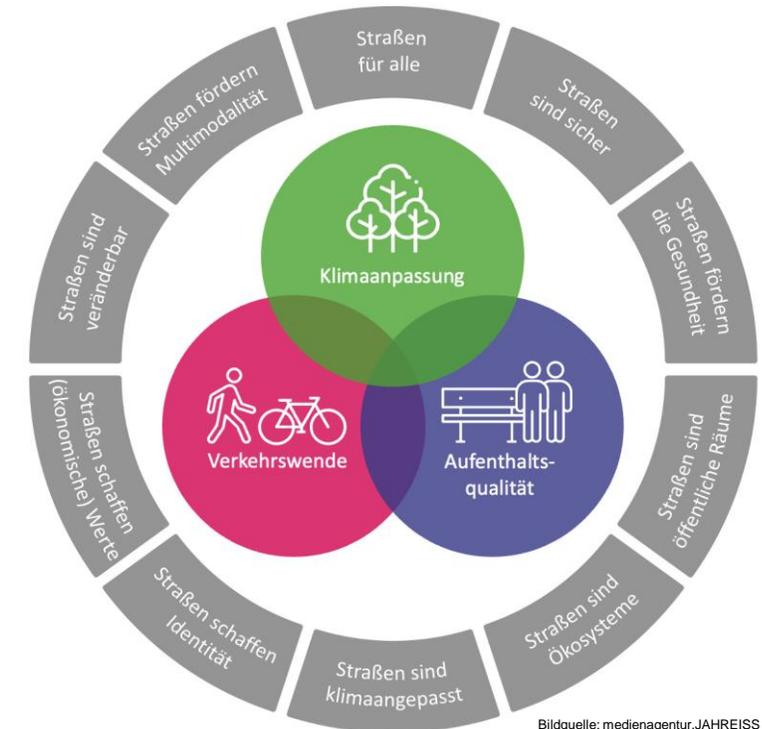 Straßen
für alle
Straßen
sind sicher
Straßen fördern
die Gesundheit
Straßen sind
öffentliche Räume
Straßen sind
Ökosysteme
Straßen sind
klimaangepasst
Straßen schaffen
Identität
Straßen schaffen
(ökonomische) Werte
Straßen sind
veränderbar
Straßen fördern
Multimodalität
Klimaanpassung
Verkehrswende
Aufenthalts-
qualität
Bildquelle: medienagentur.JAHREISS